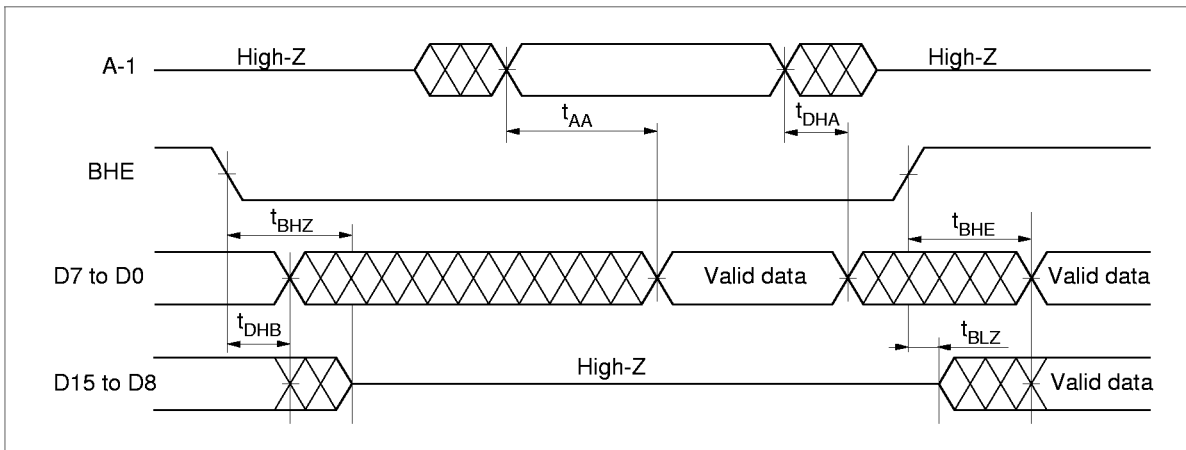 A-1 High-Z High-Z
tAA tDHA
BHE
tBHZ tBHE
D7 to D0 Valid data Valid data
tDHB tBLZ
D15 to D8 High-Z Valid data